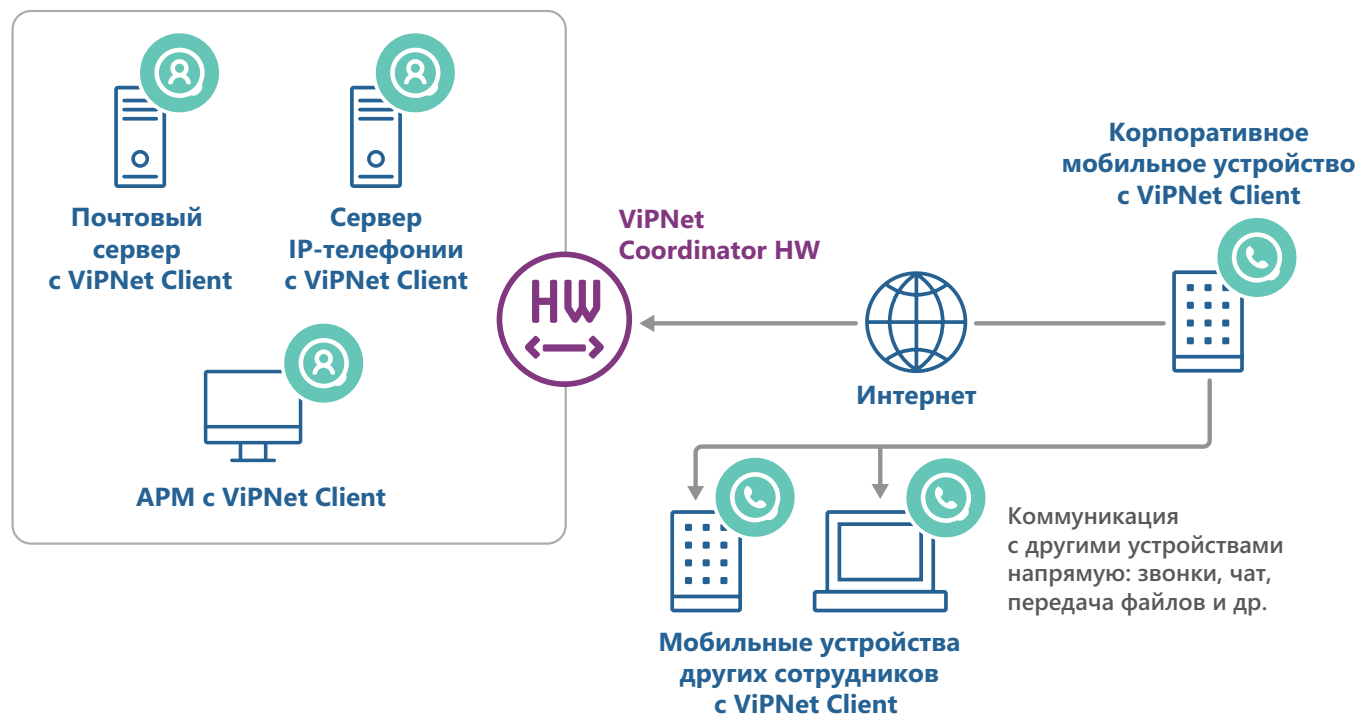 Почтовый
сервер
с ViPNet Client
Сервер
IP-телефонии
с ViPNet Client
АРМ с ViPNet Client
ViPNet
Coordinator HW
HW
Интернет
Корпоративное
мобильное устройство
с ViPNet Client
Коммуникация
с другими устройствами
напрямую: звонки, чат,
передача файлов и др.
Мобильные устройства
других сотрудников
с ViPNet Client